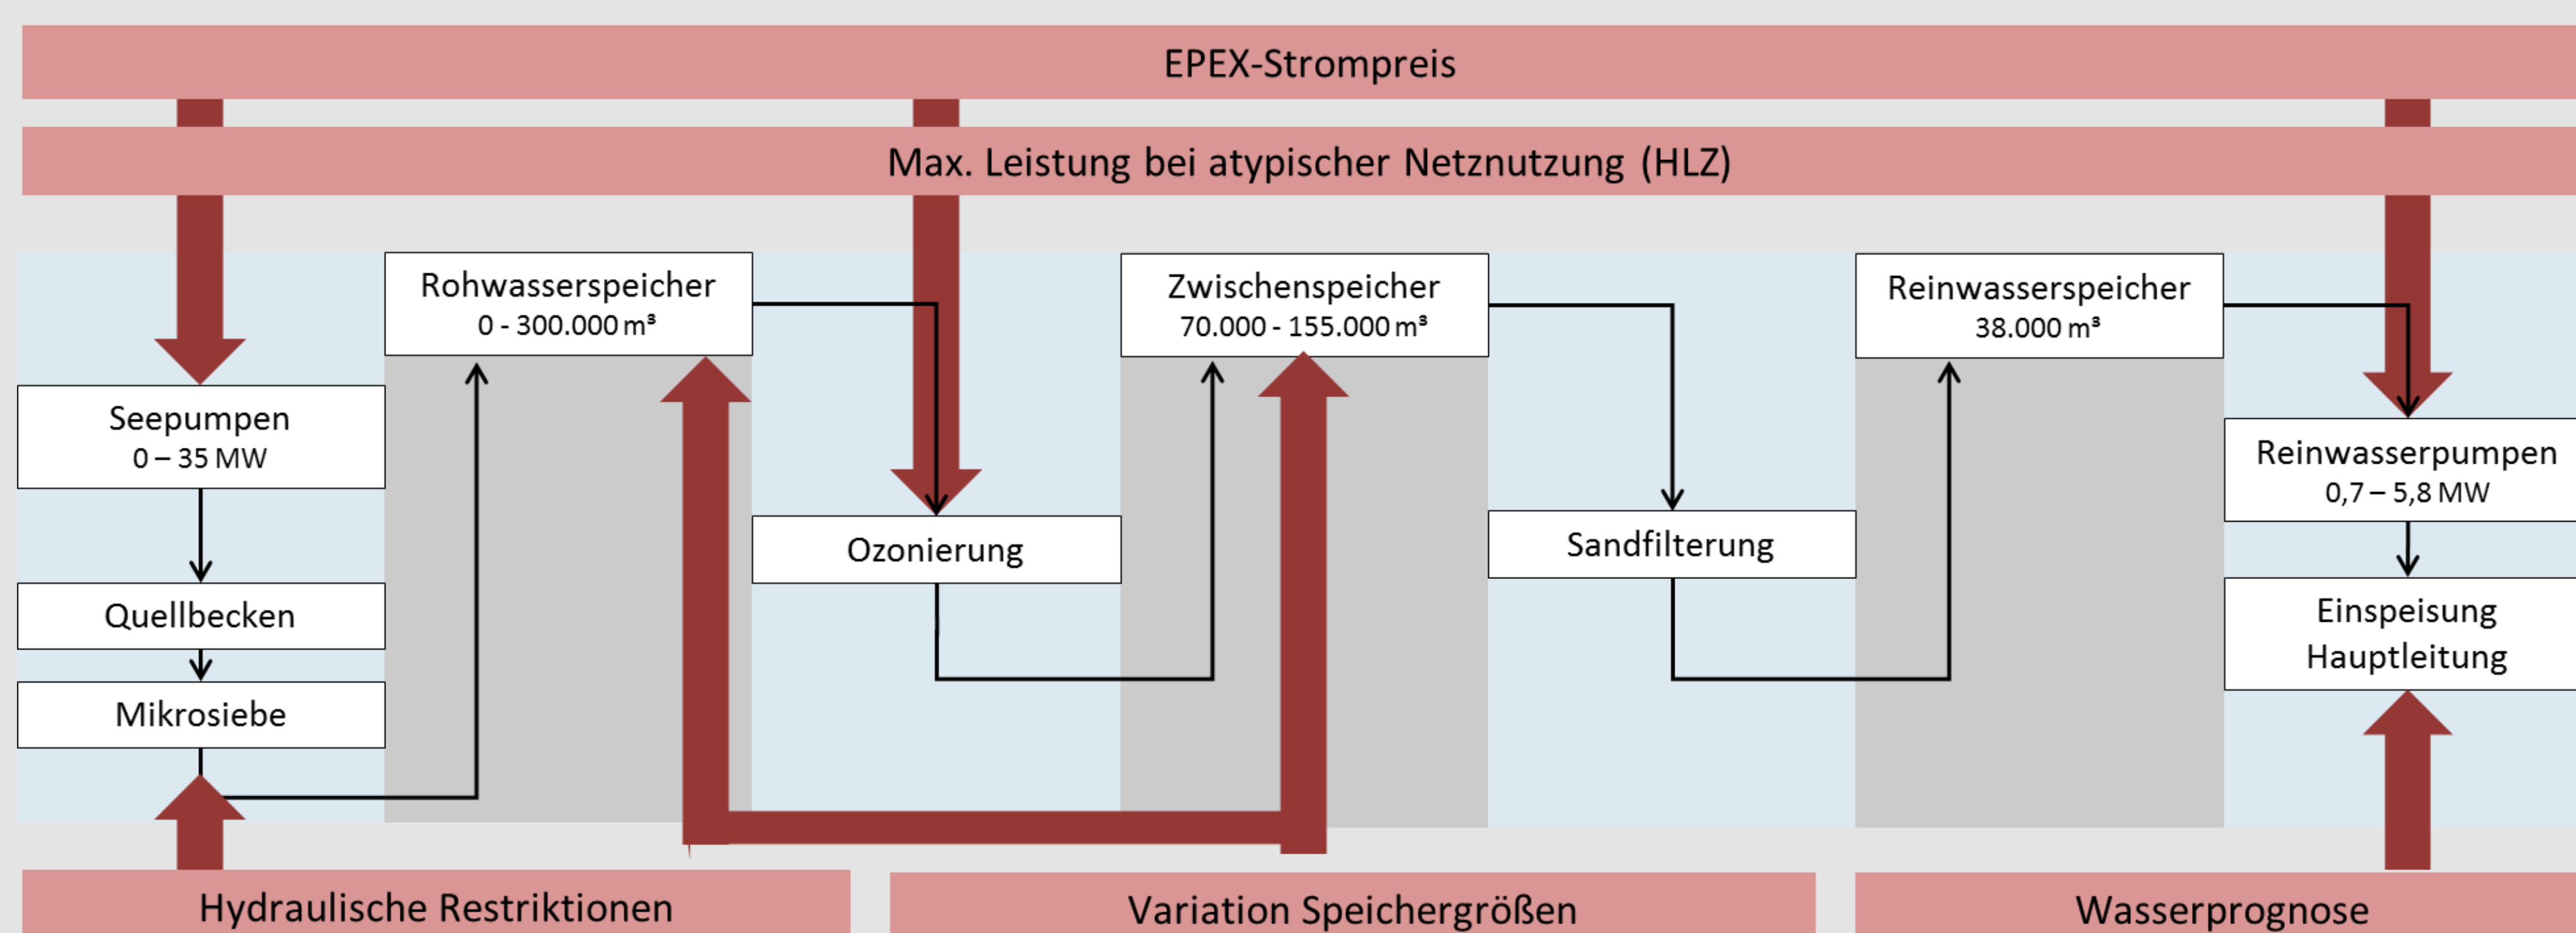 EPEX-Strompreis
Max. Leistung bei atypischer Netznutzung (HLZ)
Seepumpen
0 – 35 MW
Quellbecken
Mikrosiebe
Rohwasserspeicher
0 - 300.000 m³
Ozonierung
Zwischenspeicher
70.000 - 155.000 m³
Sandfilterung
Reinwasserspeicher
38.000 m³
Reinwasserpumpen
0,7 – 5,8 MW
Einspeisung
Hauptleitung
Hydraulische Restriktionen
Variation Speichergrößen
Wasserprognose